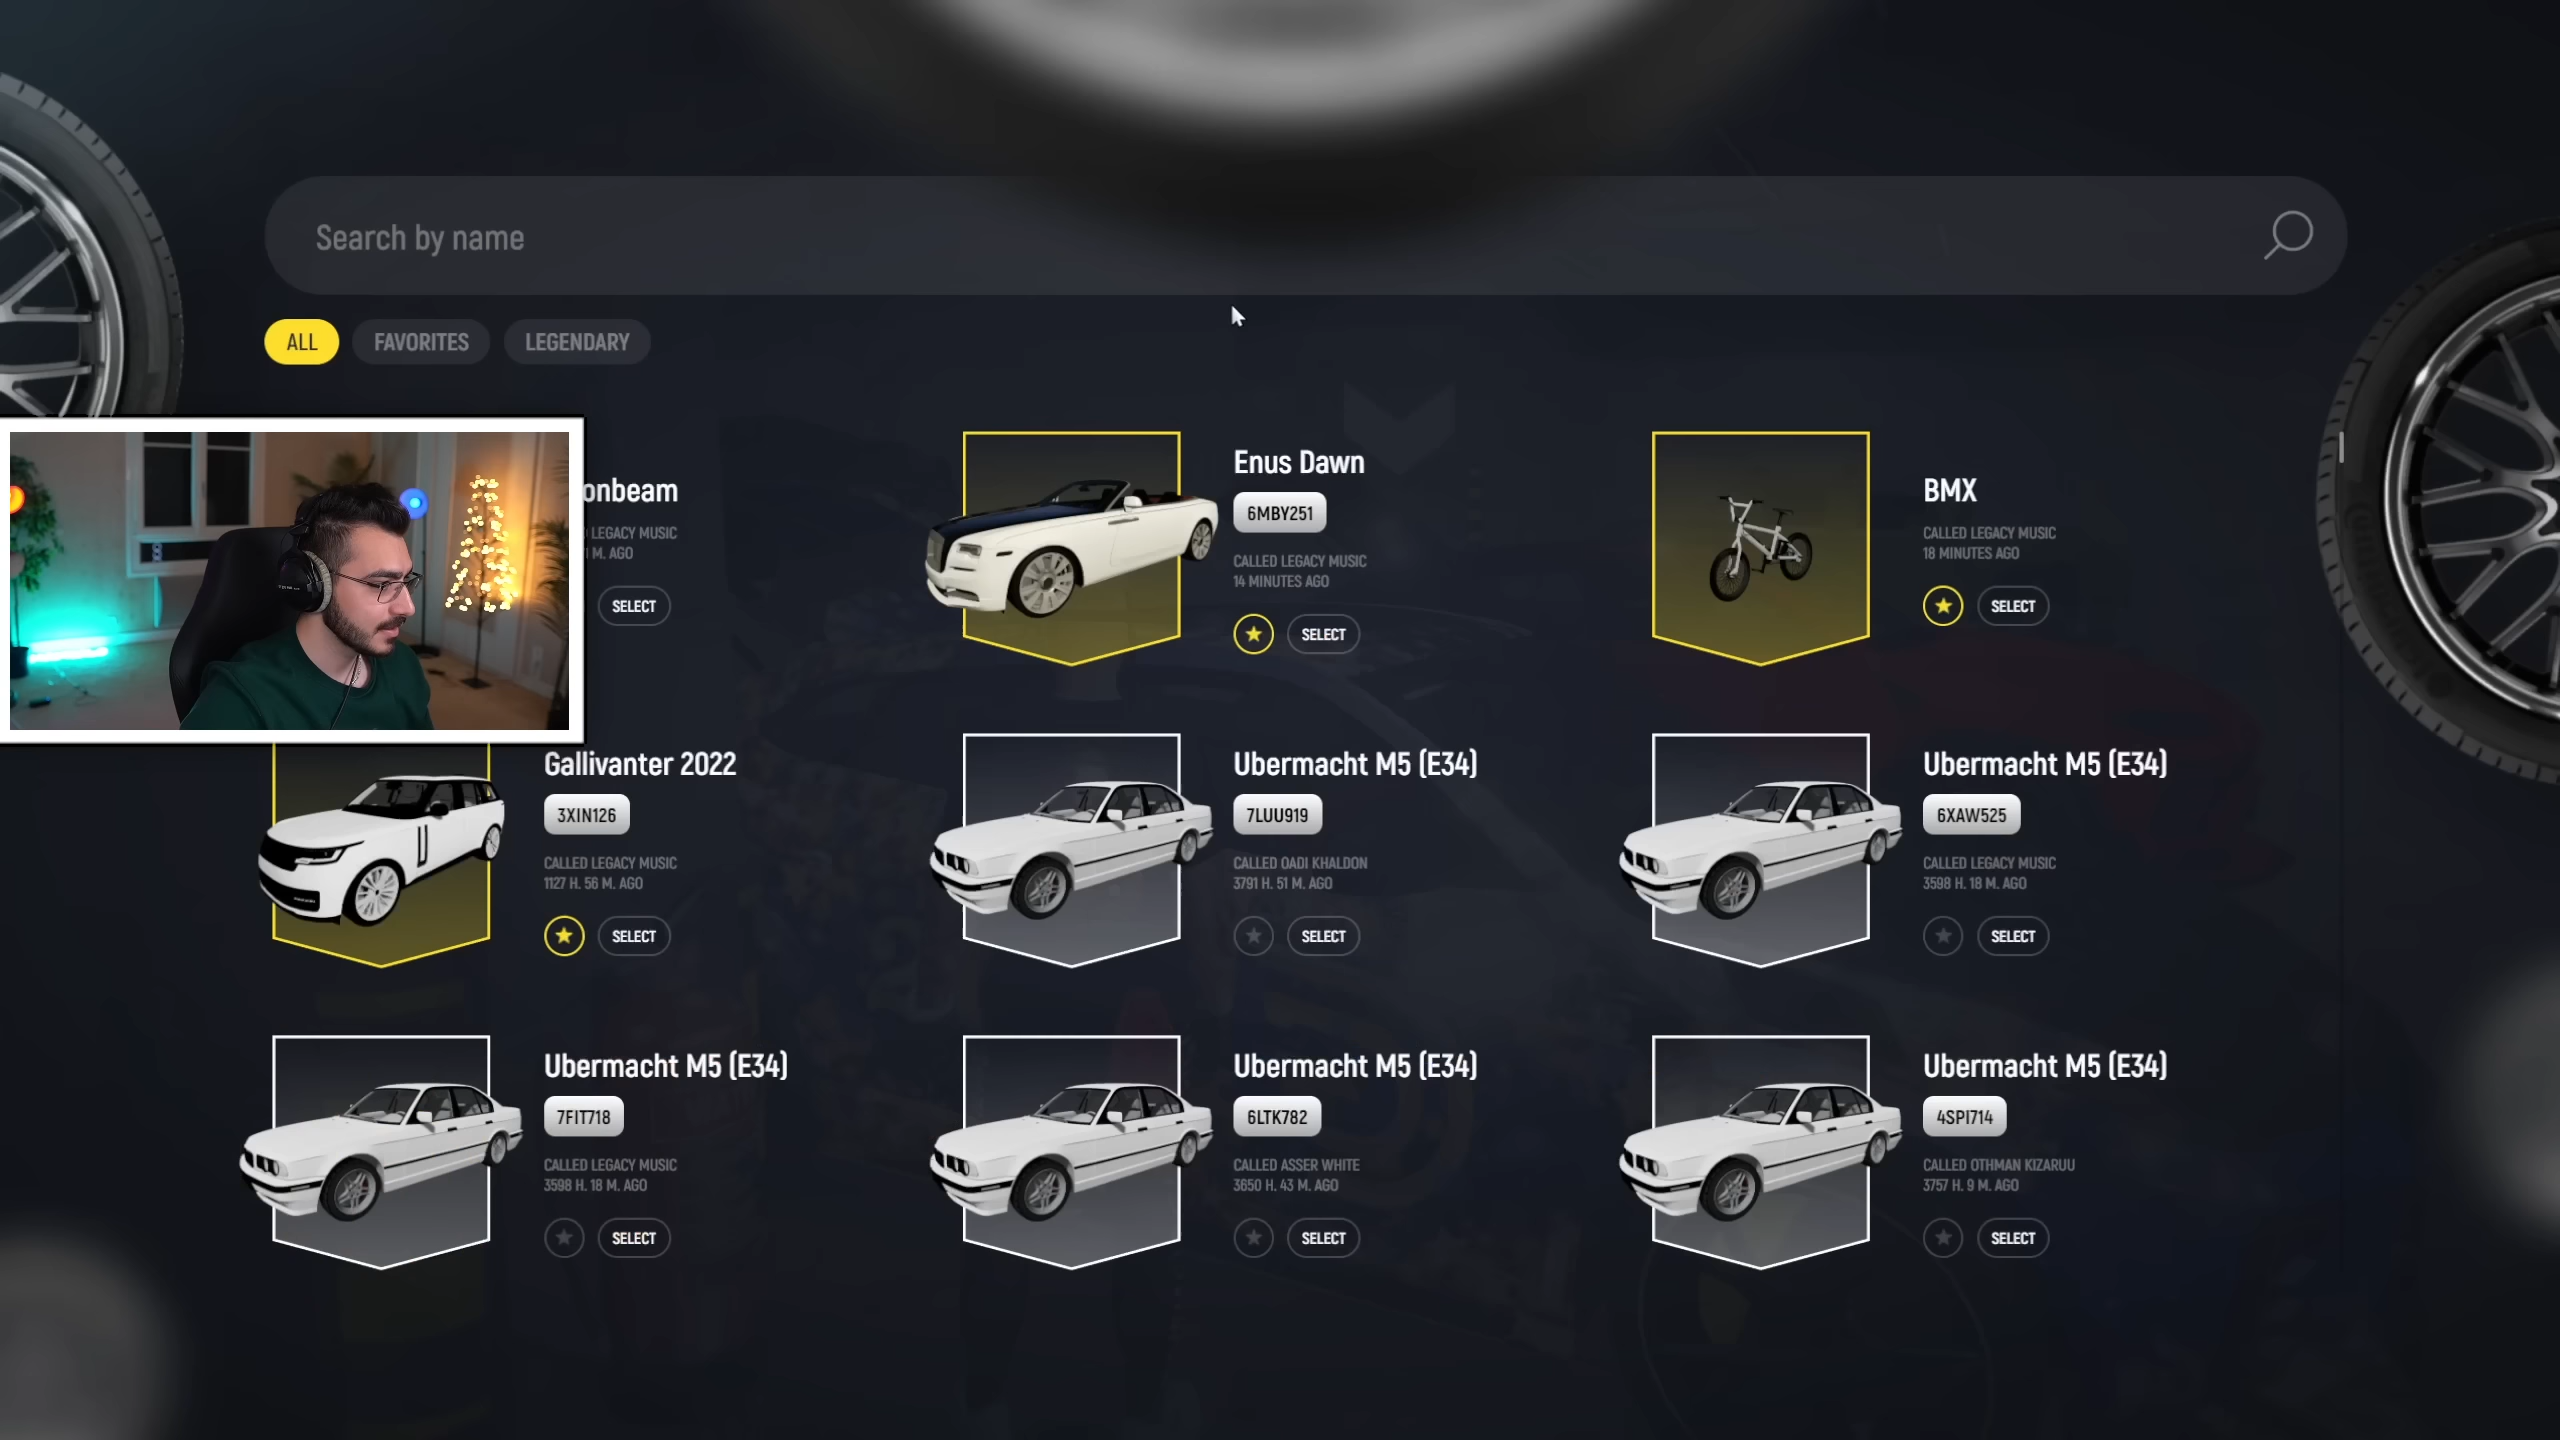 Search by name
ALL
FAVORITES
LEGENDARY
onbeam
LEGACY MUSIC
M. AGO
SELECT
Enus Dawn
6MBY251
CALLED LEGACY MUSIC
14 MINUTES AGO
SELECT
BMX
CALLED LEGACY MUSIC
18 MINUTES AGO
SELECT
Gallivanter 2022
3XIN126
CALLED LEGACY MUSIC
1127 H. 56 M. AGO
SELECT
Ubermacht M5 (E34)
7LUU919
CALLED OADI KHALDON
3791 H. 51 M. AGO
SELECT
Ubermacht M5 (E34)
6XAW525
CALLED LEGACY MUSIC
3598 H. 18 M. AGO
SELECT
Ubermacht M5 (E34)
7FIT718
CALLED LEGACY MUSIC
3598 H. 18 M. AGO
SELECT
Ubermacht M5 (E34)
6LTK782
CALLED ASSER WHITE
3650 H. 43 M. AGO
SELECT
Ubermacht M5 (E34)
4SPI714
CALLED OTHMAN KIZARUU
3757 H. 9 M. AGO
SELECT